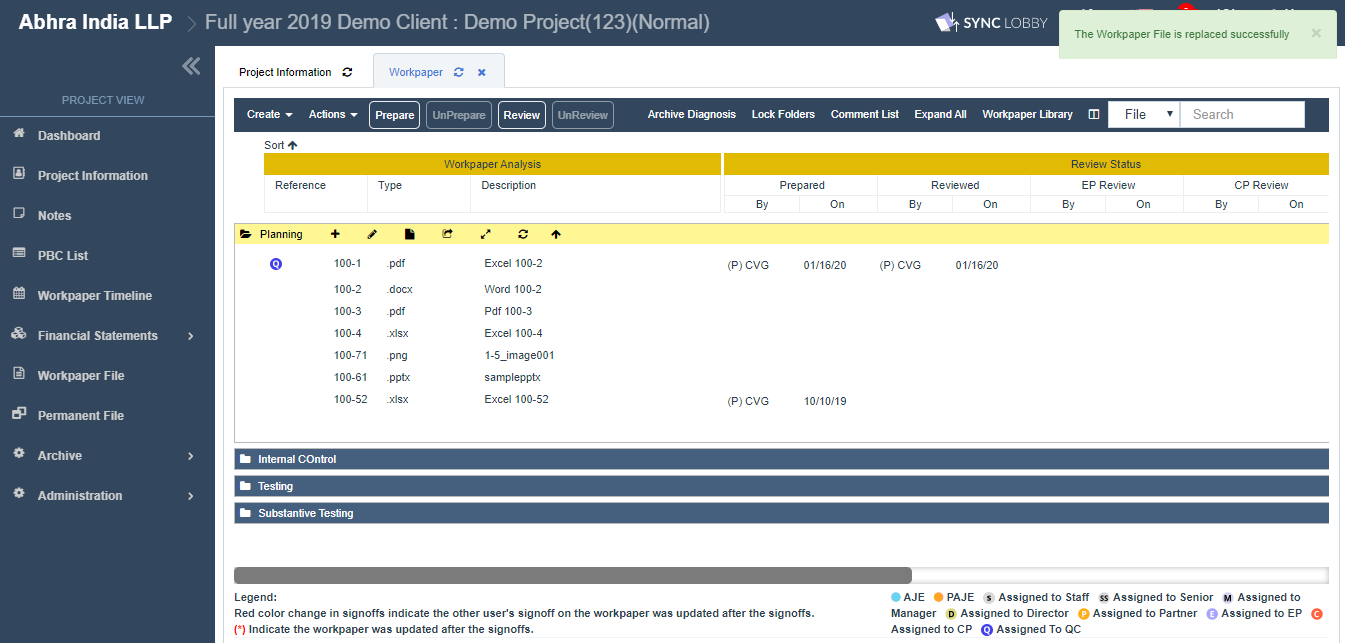 Abhra India LLP
Full year 2019 Demo Client : Demo Project(123)(Normal)
SYNC LOBBY
The Workpaper File is replaced successfully ×
PROJECT VIEW
Dashboard
Project Information
Notes
PBC List
Workpaper Timeline
Financial Statements
Workpaper File
Permanent File
Archive
Administration
Project Information
Workpaper
Create Actions Prepare UnPrepare Review UnReview Archive Diagnosis Lock Folders Comment List Expand All Workpaper Library File Search
Sort
Workpaper Analysis Review Status
Reference Type Description Prepared Reviewed EP Review CP Review
By On By On By On By On
Planning
Q 100-1 .pdf Excel 100-2 (P) CVG 01/16/20 (P) CVG 01/16/20
100-2 .docx Word 100-2
100-3 .pdf Pdf 100-3
100-4 .xlsx Excel 100-4
100-71 .png 1-5_image001
100-61 .pptx samplepptx
100-52 .xlsx Excel 100-52 (P) CVG 10/10/19
Internal COntrol
Testing
Substantive Testing
Legend:
Red color change in signoffs indicate the other user's signoff on the workpaper was updated after the signoffs.
(*) Indicate the workpaper was updated after the signoffs.
AJE PAJE S Assigned to Staff SS Assigned to Senior M Assigned to
Manager D Assigned to Director P Assigned to Partner E Assigned to EP C
Assigned to CP Q Assigned To QC